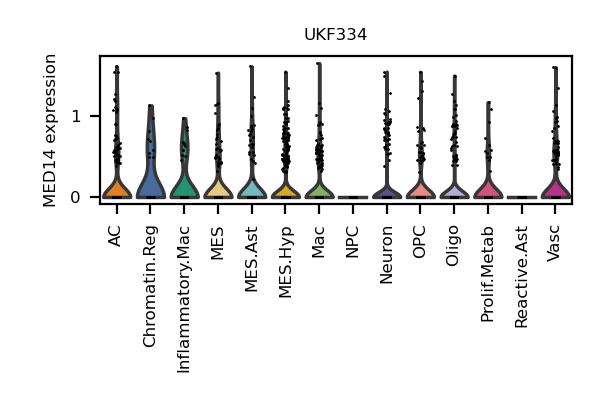 UKF334
MED14 expression
1
0
AC
Chromatin.Reg
Inflammatory.Mac
MES
MES.Ast
MES.Hyp
Mac
NPC
Neuron
OPC
Oligo
Prolif.Metab
Reactive.Ast
Vasc